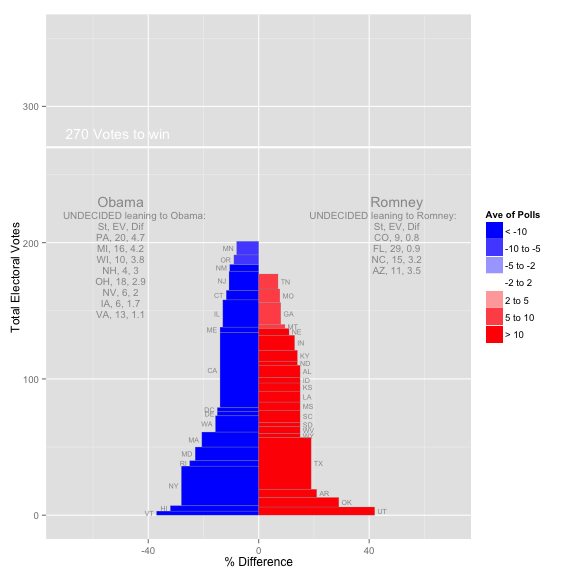 300
270 Votes to win
Obama
UNDECIDED leaning to Obama:
St, EV, Dif
PA, 20, 4.7
MI, 16, 4.2
WI, 10, 3.8
NH, 4, 3
OH, 18, 2.9
NV, 6, 2
IA, 6, 1.7
VA, 13, 1.1
Romney
UNDECIDED leaning to Romney:
St, EV, Dif
CO, 9, 0.8
FL, 29, 0.9
NC, 15, 3.2
AZ, 11, 3.5
Ave of Polls
< -10
-10 to -5
-5 to -2
-2 to 2
2 to 5
5 to 10
> 10
Total Electoral Votes
200
100
0
MN
OR
NM
NJ
CT
IL
ME
CA
DC
DE
WA
MA
MD
RI
NY
HI
VT
TN
MO
GA
MT
NE
IN
KY
ND
AL
ID
KS
LA
MS
SC
SD
WV
TX
AR
OK
UT
-40
0
40
% Difference